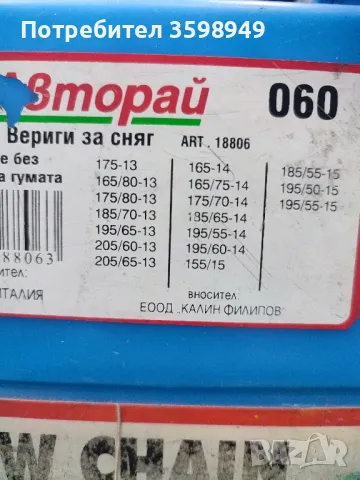 Потребител 3598949
Авторай
060
Вериги за сняг
ART. 18806
е без
а гумата
175-13
165/80-13
175/80-13
185/70-13
195/65-13
205/60-13
205/65-13
165-14
165/75-14
175/70-14
185/65-14
195/55-14
195/60-14
155/15
185/55-15
195/50-15
195/55-15
88063
ител:
ИТАЛИЯ
вносител:
ЕООД „КАЛИН ФИЛИПОВ"
W CHAIN
BAZAR